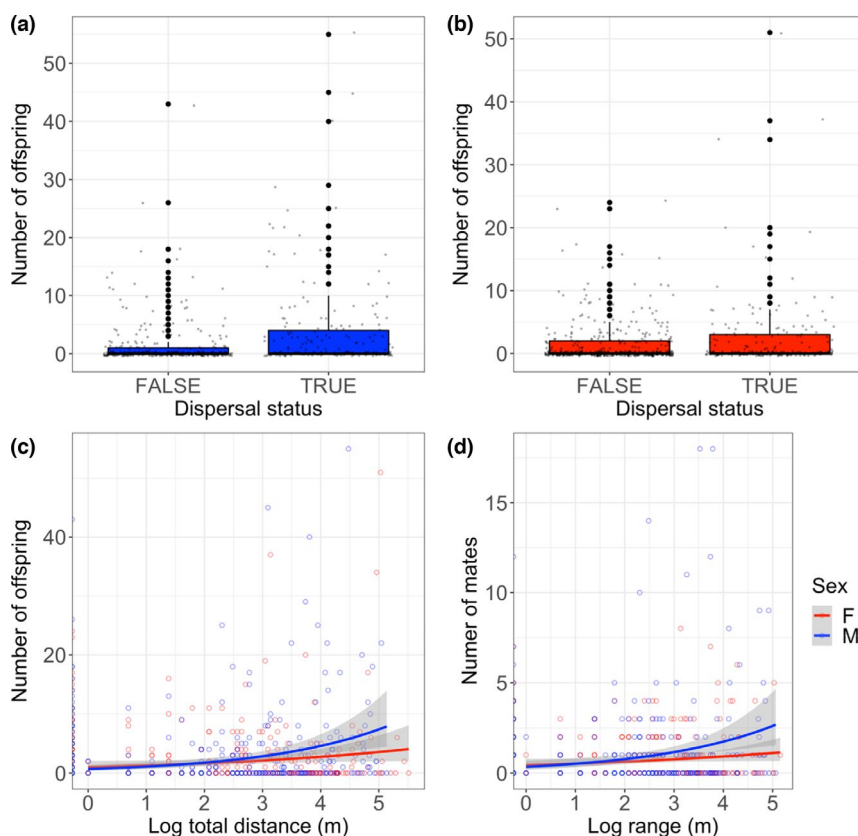 (a)
Number of offspring
50
40
30
20
10
0
FALSE
TRUE
Dispersal status
(b)
Number of offspring
50
40
30
20
10
0
FALSE
TRUE
Dispersal status
(c)
Number of offspring
40
20
0
0 1 2 3 4 5
Log total distance (m)
(d)
Numer of mates
15
10
5
0
0 1 2 3 4 5
Log range (m)
Sex
F
M